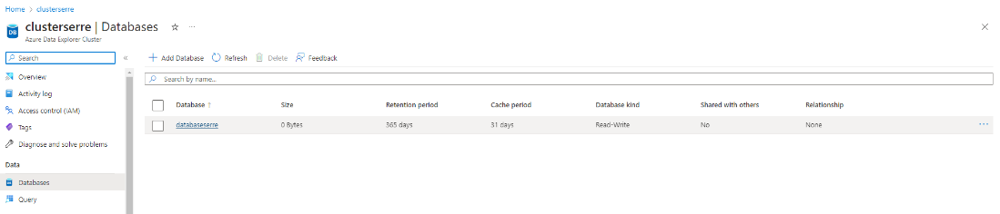 Home > clusterserre
clusterserre | Databases ☆ ...
DB
Azure Data Explorer Cluster
Search
«
+ Add Database Refresh Delete Feedback
Search by name...
Overview
Activity log
Access control (IAM)
Tags
Diagnose and solve problems
Data
Databases
Query
Database ↑ Size Retention period Cache period Database kind Shared with others Relationship
databaseserre 0 Bytes 365 days 31 days Read-Write No None ...